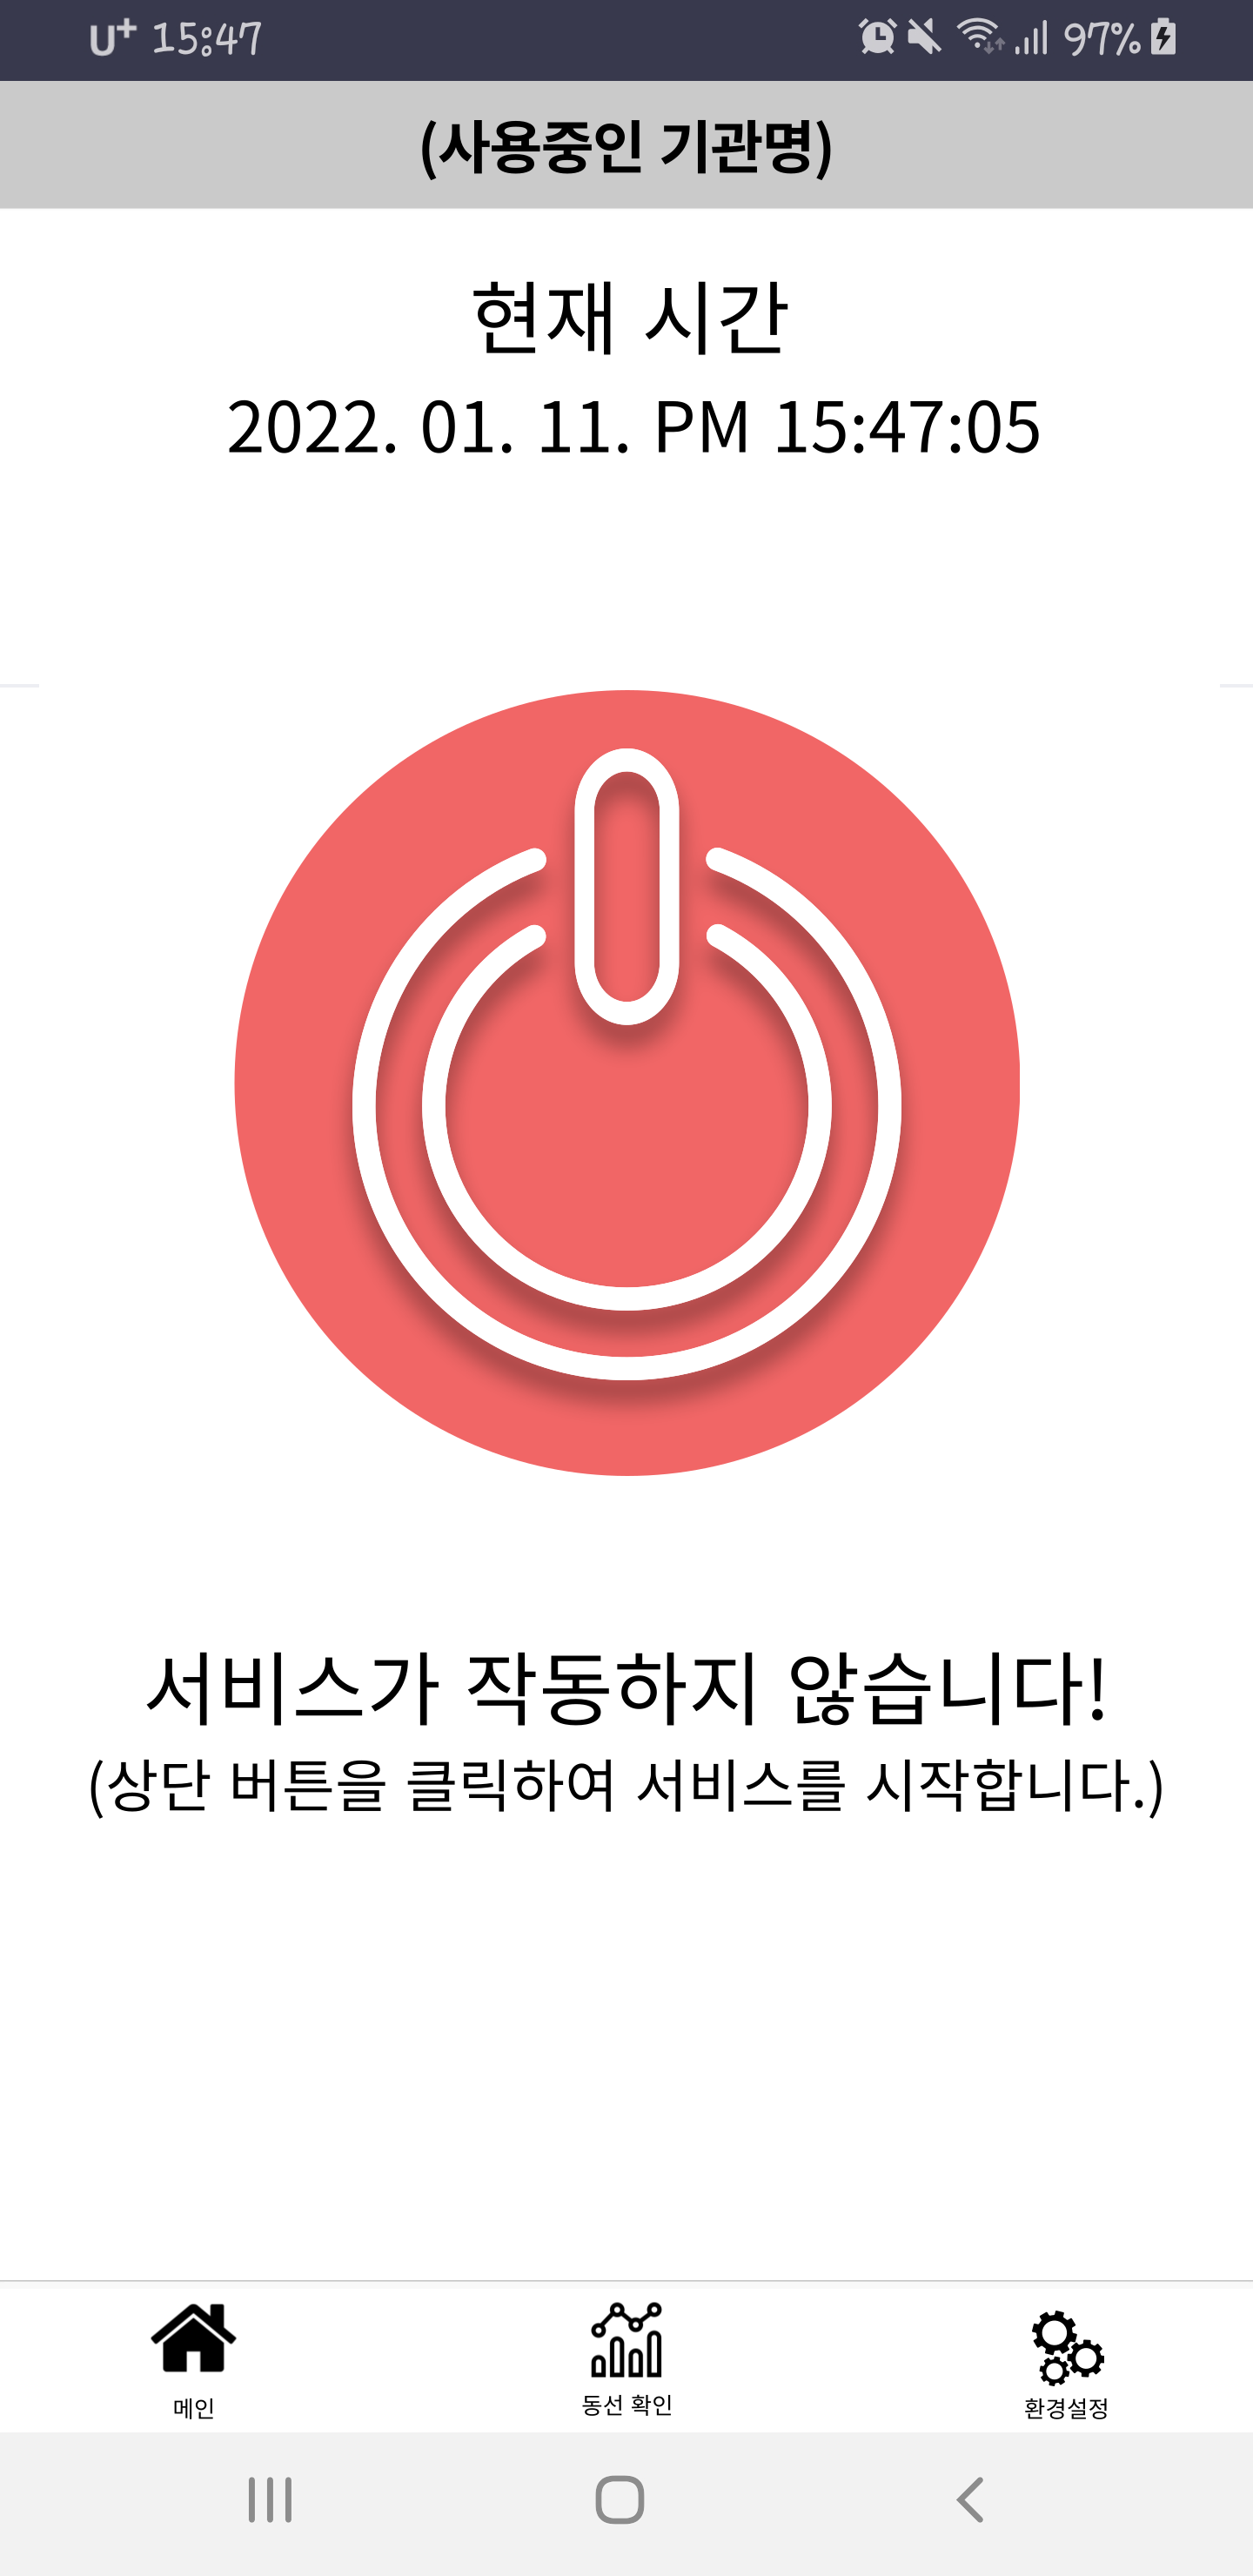 U+ 15:47 97%
(사용중인 기관명)
현재 시간
2022. 01. 11. PM 15:47:05
서비스가 작동하지 않습니다!
(상단 버튼을 클릭하여 서비스를 시작합니다.)
메인 동선 확인 환경설정